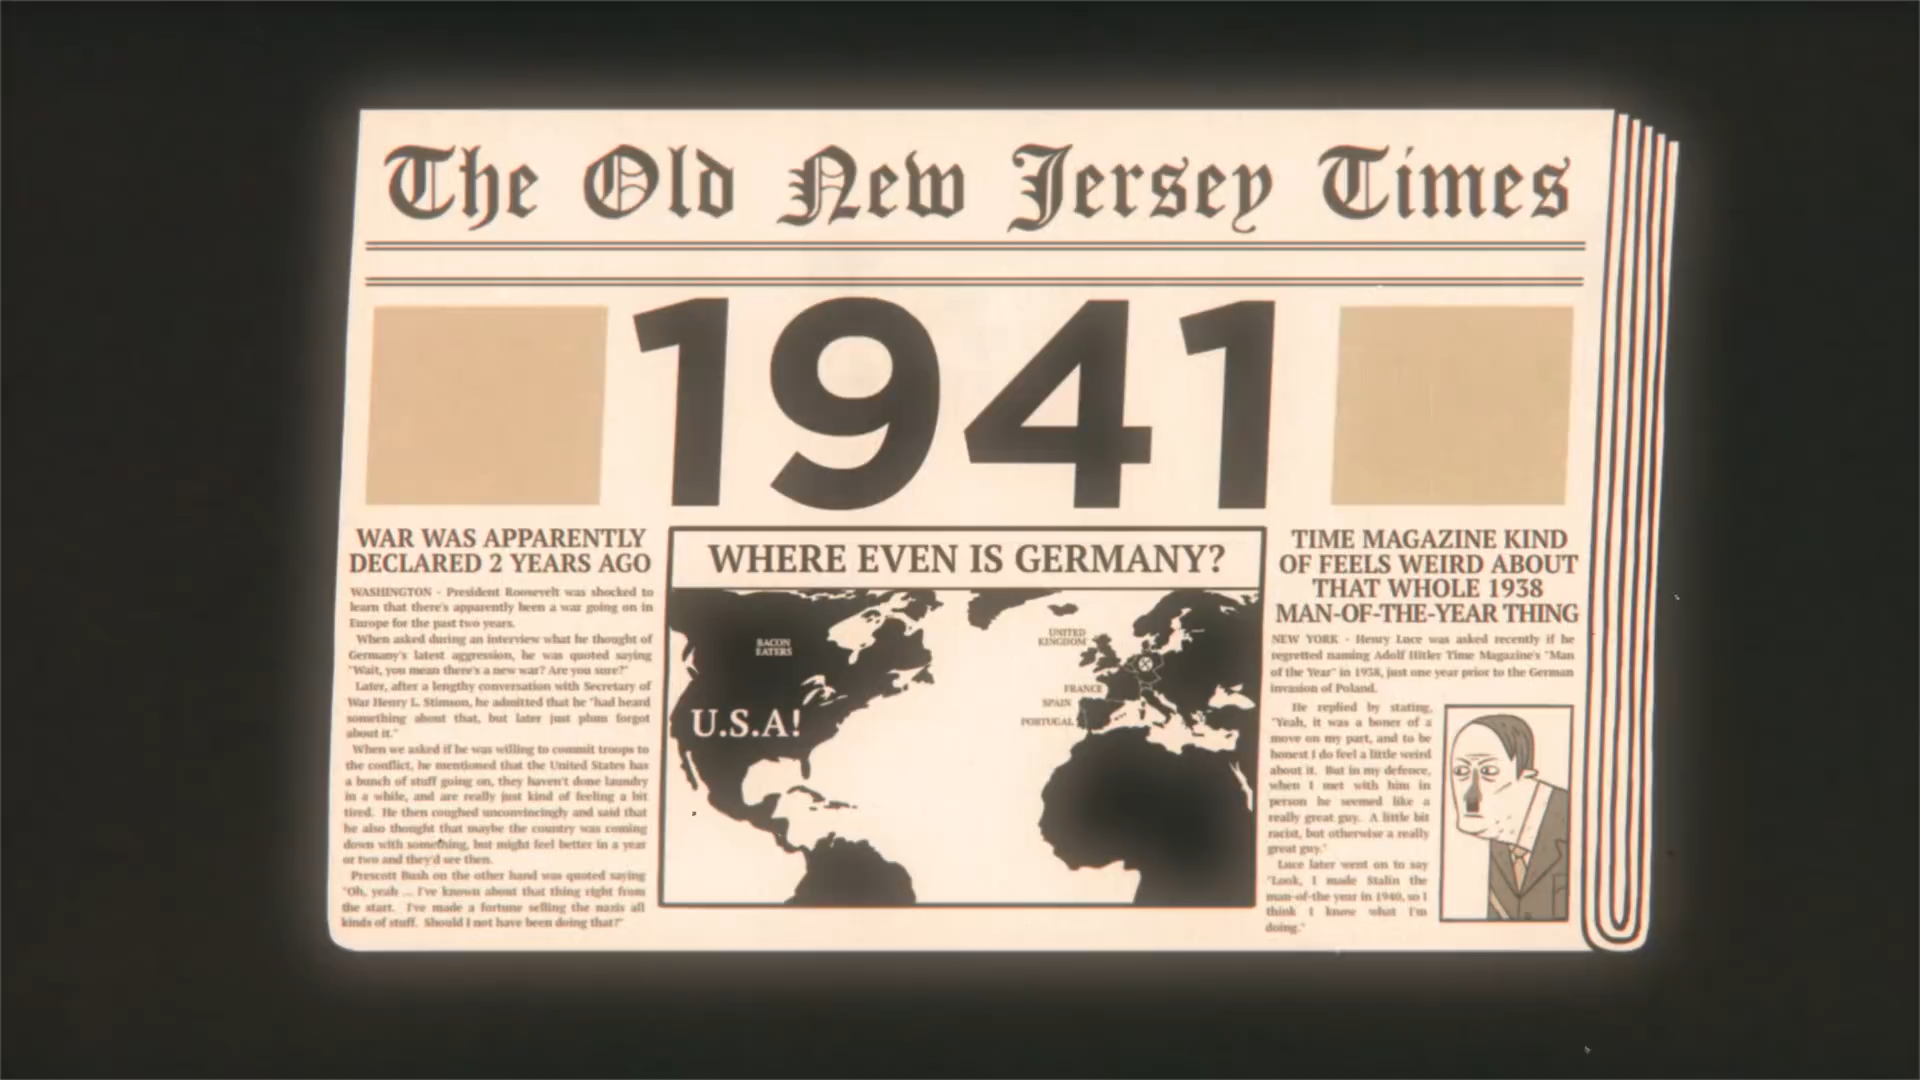 The Old New Jersey Times
1941
WAR WAS APPARENTLY
DECLARED 2 YEARS AGO
WASHINGTON - President Roosevelt was shocked to
learn that there's apparently been a war going on in
Europe for the past two years.
When asked during an interview what he thought of
Germany's latest aggression, he was quoted saying
"Wait, you mean there's a new war? Are you sure?"
Later, after a lengthy conversation with Secretary of
War Henry L. Stimson, he admitted that he "had heard
something about that, but later just plum forgot
about it."
When we asked if he was willing to commit troops to
the conflict, he mentioned that the United States has
a bunch of stuff going on, they haven't done laundry
in a while, and are really just kind of feeling a bit
tired. He then coughed unconvincingly and said that
he also thought that maybe the country was coming
down with something, but might feel better in a year
or two and they'd see then.
Prescott Bush on the other hand was quoted saying
"Oh, yeah ... I've known about that thing right from
the start. I've made a fortune selling the nazis all
kinds of stuff. Should I not have been doing that?"
WHERE EVEN IS GERMANY?
BACON
EATERS
U.S.A!
UNITED
KINGDOM
FRANCE
SPAIN
PORTUGAL
TIME MAGAZINE KIND
OF FEELS WEIRD ABOUT
THAT WHOLE 1938
MAN-OF-THE-YEAR THING
NEW YORK - Henry Luce was asked recently if he
regretted naming Adolf Hitler Time Magazine's "Man
of the Year" in 1938, just one year prior to the German
invasion of Poland.
He replied by stating,
"Yeah, it was a boner of a
move on my part, and to be
honest I do feel a little weird
about it. But in my defence,
when I met with him in
person he seemed like a
really great guy. A little bit
racist, but otherwise a really
great guy."
Luce later went on to say
"Look, I made Stalin the
man-of-the year in 1940, so I
think I know what I'm
doing."